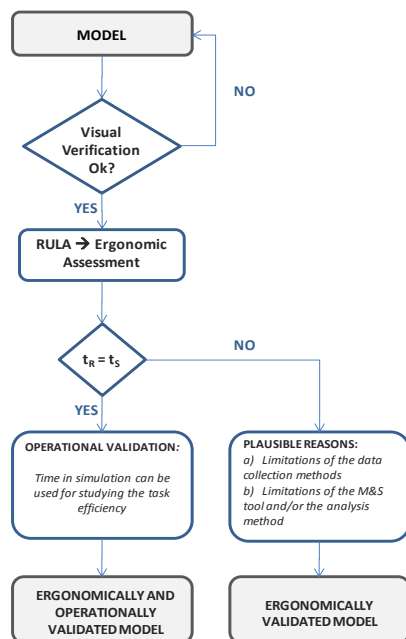 MODEL
NO
Visual
Verification
Ok?
YES
RULA → Ergonomic
Assessment
NO
tR = tS
YES
OPERATIONAL VALIDATION:
Time in simulation can be
used for studying the task
efficiency
PLAUSIBLE REASONS:
a) Limitations of the data
collection methods
b) Limitations of the M&S
tool and/or the analysis
method
ERGONOMICALLY AND
OPERATIONALLY
VALIDATED MODEL
ERGONOMICALLY
VALIDATED MODEL